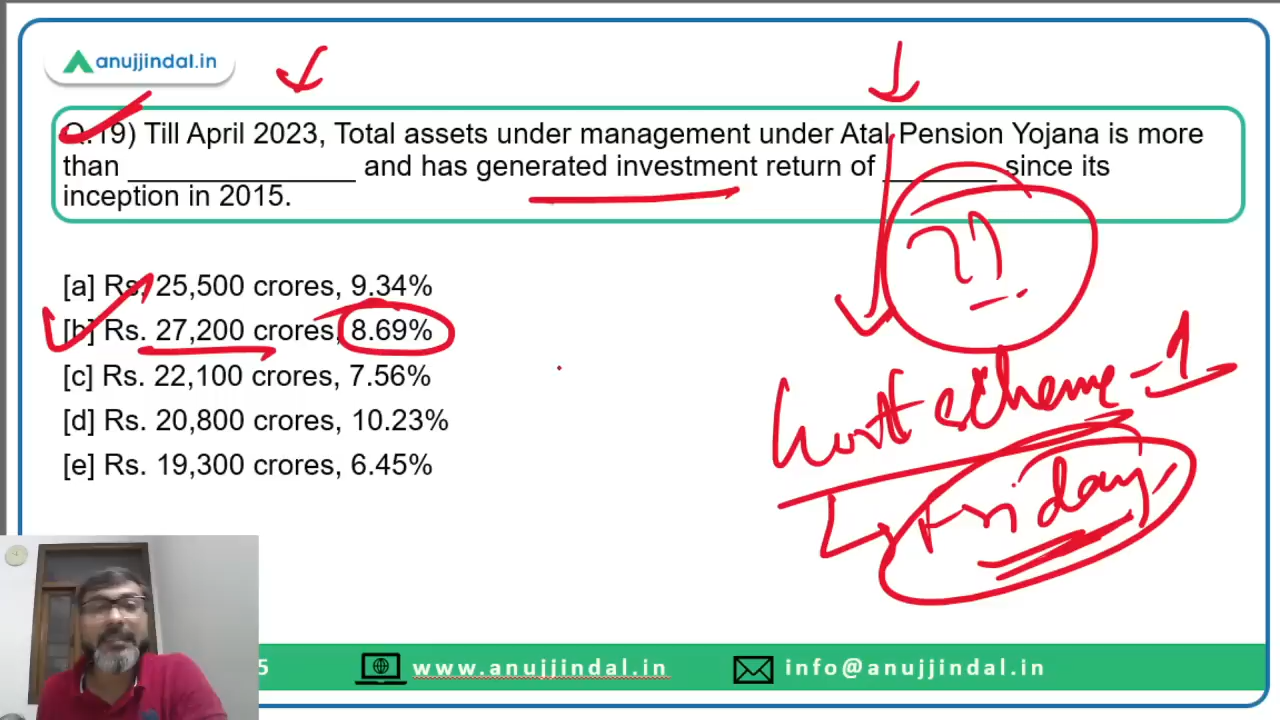 anujjindal.in
Q.19) Till April 2023, Total assets under management under Atal Pension Yojana is more
than _______________ and has generated investment return of _______ since its
inception in 2015.
[a] Rs. 25,500 crores, 9.34%
[b] Rs. 27,200 crores, 8.69%
[c] Rs. 22,100 crores, 7.56%
[d] Rs. 20,800 crores, 10.23%
[e] Rs. 19,300 crores, 6.45%
scheme - 1
Friday
5
www.anujjindal.in
info@anujjindal.in